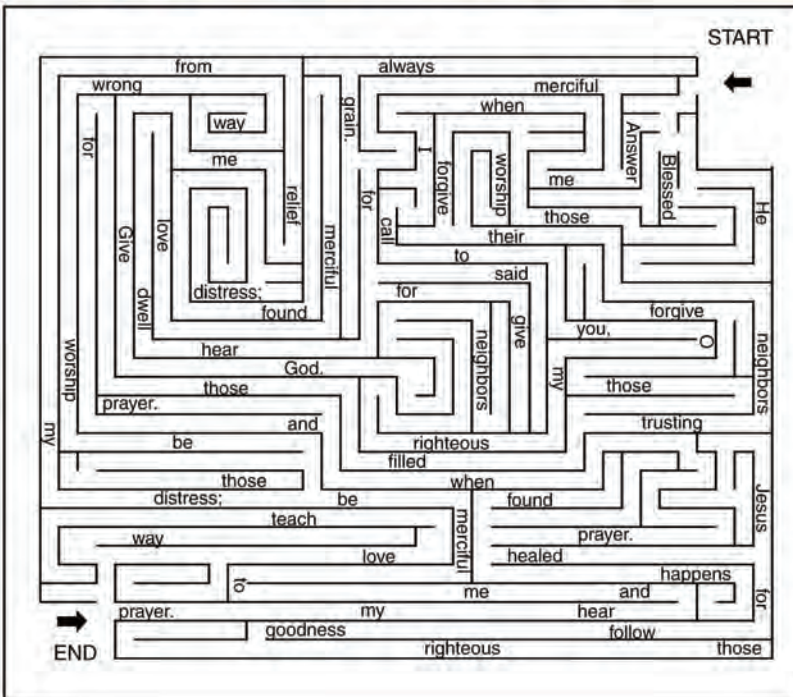 START
from always
wrong merciful
grain.
when
way
Answer
for
I
forgive
worship
Blessed
me
me
relief
for
He
love
Give
call
those
their
merciful
to
said
dwell
distress;
for
forgive
found
give
neighbors
you,
O
neighbors
hear
worship
God.
my
those
those
prayer.
my
and
trusting
be
righteous
filled
those
when
distress;
be
found
Jesus
teach
merciful
way
prayer.
love
healed
to
happens
me
and
for
prayer.
my
hear
goodness
follow
END
righteous
those